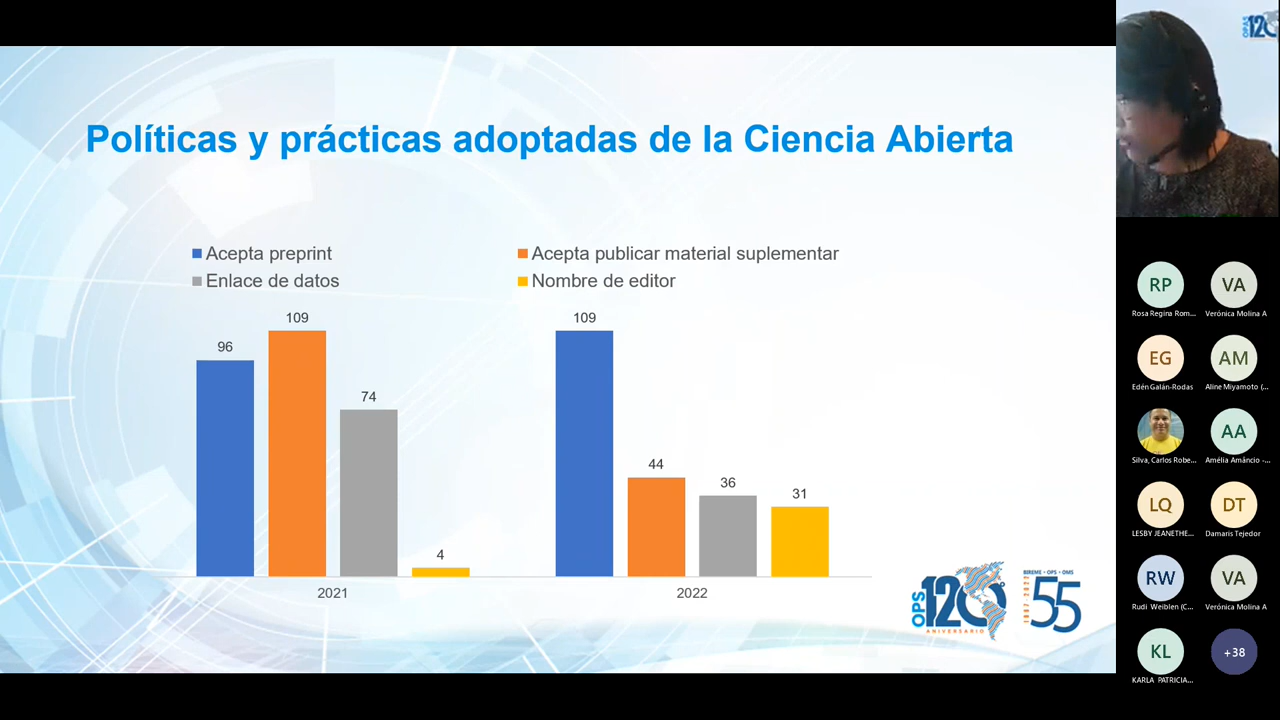 Políticas y prácticas adoptadas de la Ciencia Abierta
Acepta preprint
Acepta publicar material suplementar
Enlace de datos
Nombre de editor
96
109
74
4
109
44
36
31
2021
2022
OPS 120
ANIVERSARIO
BIREME • OPS • OMS
55
OPS 120
RP
VA
Rosa Regina Rom...
Verónica Molina A
EG
AM
Edén Galán-Rodas
Aline Miyamoto (...
AA
Silva, Carlos Robe...
Amélia Amâncio -...
LQ
DT
LESBY JEANETHE...
Damaris Tejedor
RW
VA
Rudi Weiblen (C...
Verónica Molina A
KL
+38
KARLA PATRICIA...